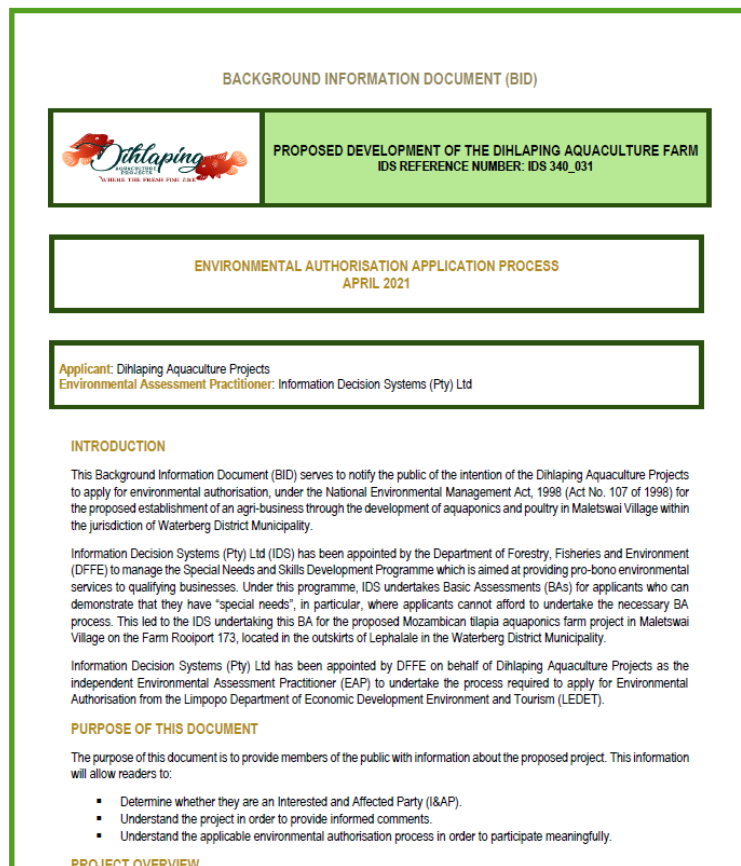 BACKGROUND INFORMATION DOCUMENT (BID)
Dihlaping
AQUACULTURE
PROJECTS
WHERE THE FRESH FISH ARE
PROPOSED DEVELOPMENT OF THE DIHLAPING AQUACULTURE FARM
IDS REFERENCE NUMBER: IDS 340_031
ENVIRONMENTAL AUTHORISATION APPLICATION PROCESS
APRIL 2021
Applicant: Dihlaping Aquaculture Projects
Environmental Assessment Practitioner: Information Decision Systems (Pty) Ltd
INTRODUCTION
This Background Information Document (BID) serves to notify the public of the intention of the Dihlaping Aquaculture Projects
to apply for environmental authorisation, under the National Environmental Management Act, 1998 (Act No. 107 of 1998) for
the proposed establishment of an agri-business through the development of aquaponics and poultry in Maletswai Village within
the jurisdiction of Waterberg District Municipality.
Information Decision Systems (Pty) Ltd (IDS) has been appointed by the Department of Forestry, Fisheries and Environment
(DFFE) to manage the Special Needs and Skills Development Programme which is aimed at providing pro-bono environmental
services to qualifying businesses. Under this programme, IDS undertakes Basic Assessments (BAs) for applicants who can
demonstrate that they have “special needs”, in particular, where applicants cannot afford to undertake the necessary BA
process. This led to the IDS undertaking this BA for the proposed Mozambican tilapia aquaponics farm project in Maletswai
Village on the Farm Rooiport 173, located in the outskirts of Lephalale in the Waterberg District Municipality.
Information Decision Systems (Pty) Ltd has been appointed by DFFE on behalf of Dihlaping Aquaculture Projects as the
independent Environmental Assessment Practitioner (EAP) to undertake the process required to apply for Environmental
Authorisation from the Limpopo Department of Economic Development Environment and Tourism (LEDET).
PURPOSE OF THIS DOCUMENT
The purpose of this document is to provide members of the public with information about the proposed project. This information
will allow readers to:
▪ Determine whether they are an Interested and Affected Party (I&AP).
▪ Understand the project in order to provide informed comments.
▪ Understand the applicable environmental authorisation process in order to participate meaningfully.
PROJECT OVERVIEW